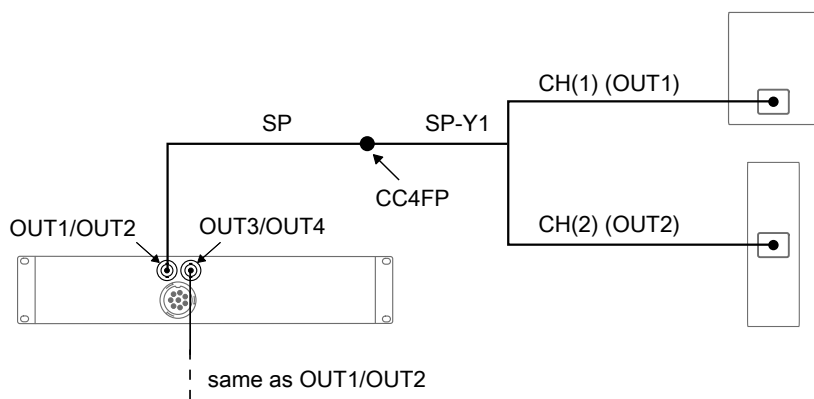 CH(1) (OUT1)
SP
SP-Y1
CC4FP
OUT1/OUT2
OUT3/OUT4
CH(2) (OUT2)
same as OUT1/OUT2